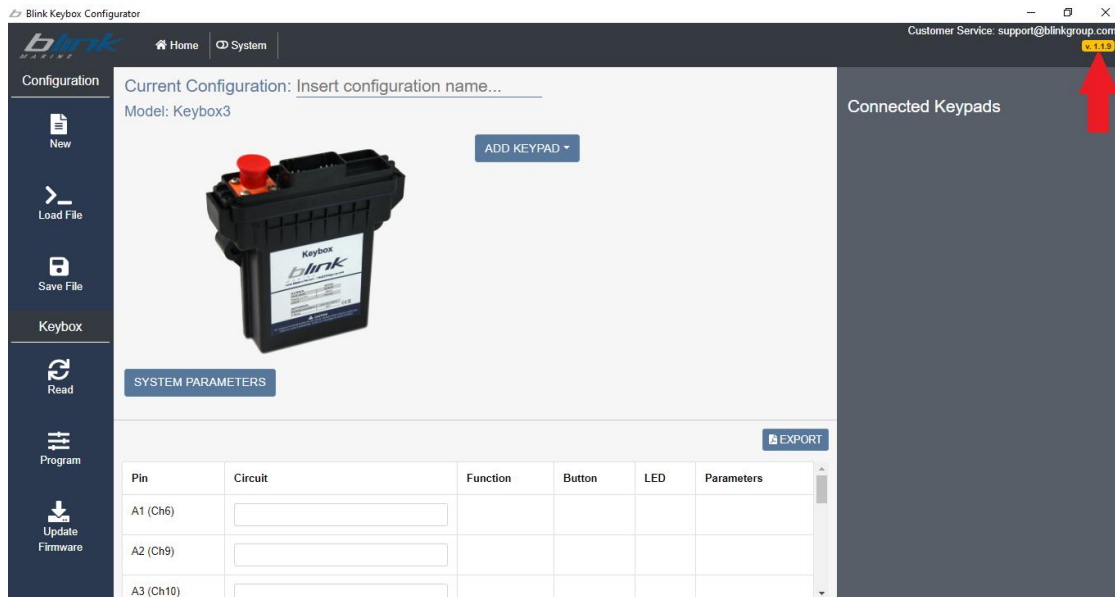 Blink Keybox Configurator
blink
MARINE
Home
System
Customer Service: support@blinkgroup.com
v. 1.1.9
Configuration
New
Load File
Save File
Keybox
Read
Program
Update
Firmware
Current Configuration: Insert configuration name...
Model: Keybox3
ADD KEYPAD
Keybox
blink
SYSTEM PARAMETERS
EXPORT
Pin Circuit Function Button LED Parameters
A1 (Ch6)
A2 (Ch9)
A3 (Ch10)
Connected Keypads